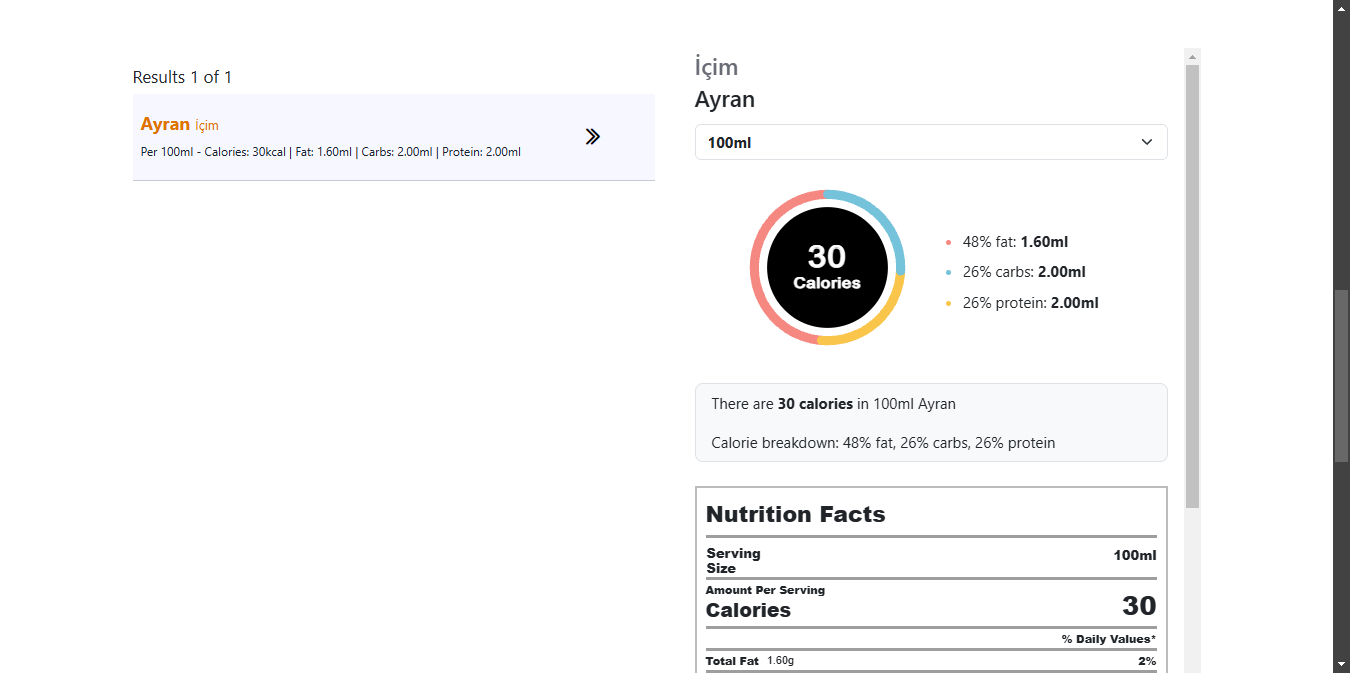 Results 1 of 1
Ayran İçim
Per 100ml - Calories: 30kcal | Fat: 1.60ml | Carbs: 2.00ml | Protein: 2.00ml
İçim
Ayran
100ml
30
Calories
48% fat: 1.60ml
26% carbs: 2.00ml
26% protein: 2.00ml
There are 30 calories in 100ml Ayran
Calorie breakdown: 48% fat, 26% carbs, 26% protein
Nutrition Facts
Serving
Size
100ml
Amount Per Serving
Calories
30
% Daily Values*
Total Fat 1.60g
2%